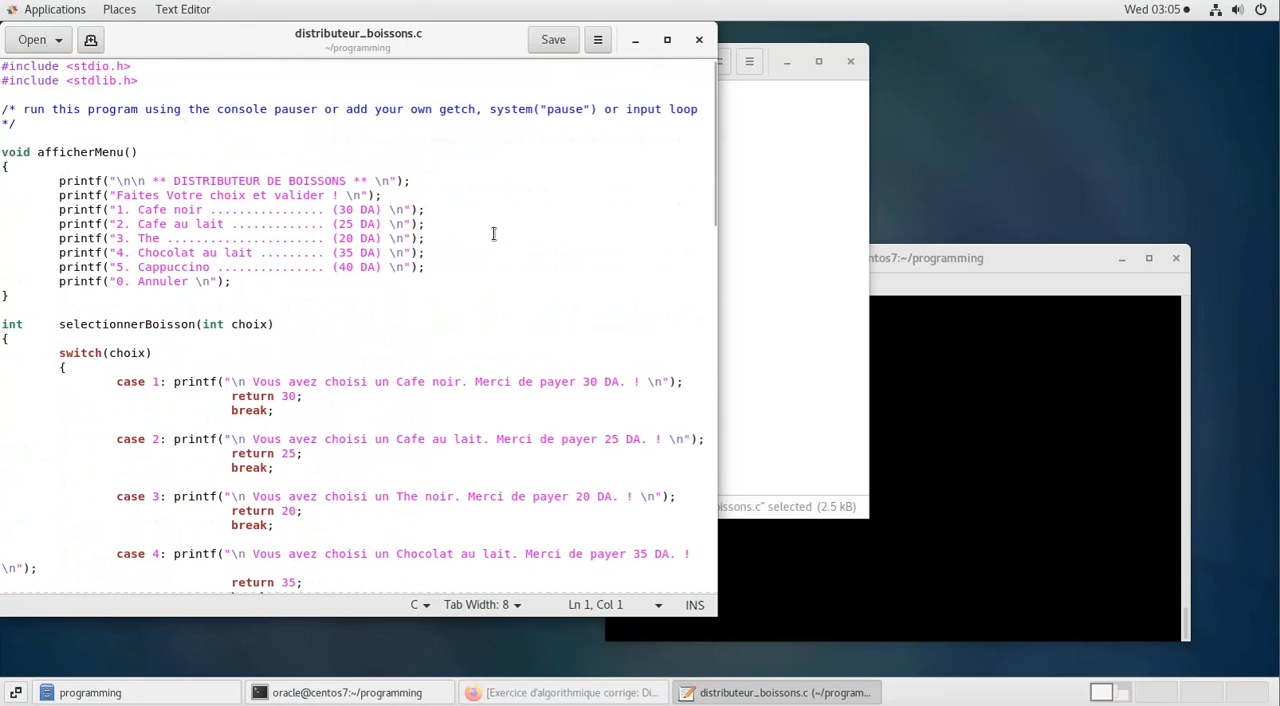 Applications Places Text Editor Wed 03:05
Open distributeur_boissons.c Save
~/programming
#include <stdio.h>
#include <stdlib.h>
/* run this program using the console pauser or add your own getch, system("pause") or input loop
*/
void afficherMenu()
{
printf("\n\n ** DISTRIBUTEUR DE BOISSONS ** \n");
printf("Faites Votre choix et valider ! \n");
printf("1. Cafe noir ................ (30 DA) \n");
printf("2. Cafe au lait ............. (25 DA) \n");
printf("3. The ...................... (20 DA) \n");
printf("4. Chocolat au lait ......... (35 DA) \n");
printf("5. Cappuccino ............... (40 DA) \n");
printf("0. Annuler \n");
}
int selectionnerBoisson(int choix)
{
switch(choix)
{
case 1: printf("\n Vous avez choisi un Cafe noir. Merci de payer 30 DA. ! \n");
return 30;
break;
case 2: printf("\n Vous avez choisi un Cafe au lait. Merci de payer 25 DA. ! \n");
return 25;
break;
case 3: printf("\n Vous avez choisi un The noir. Merci de payer 20 DA. ! \n");
return 20;
break;
case 4: printf("\n Vous avez choisi un Chocolat au lait. Merci de payer 35 DA. !
\n");
return 35;
C Tab Width: 8 Ln 1, Col 1 INS
entos7:~/programming
issons.c" selected (2.5 kB)
programming
oracle@centos7:~/programming
[Exercice d'algorithmique corrige: Di...
distributeur_boissons.c (~/program...